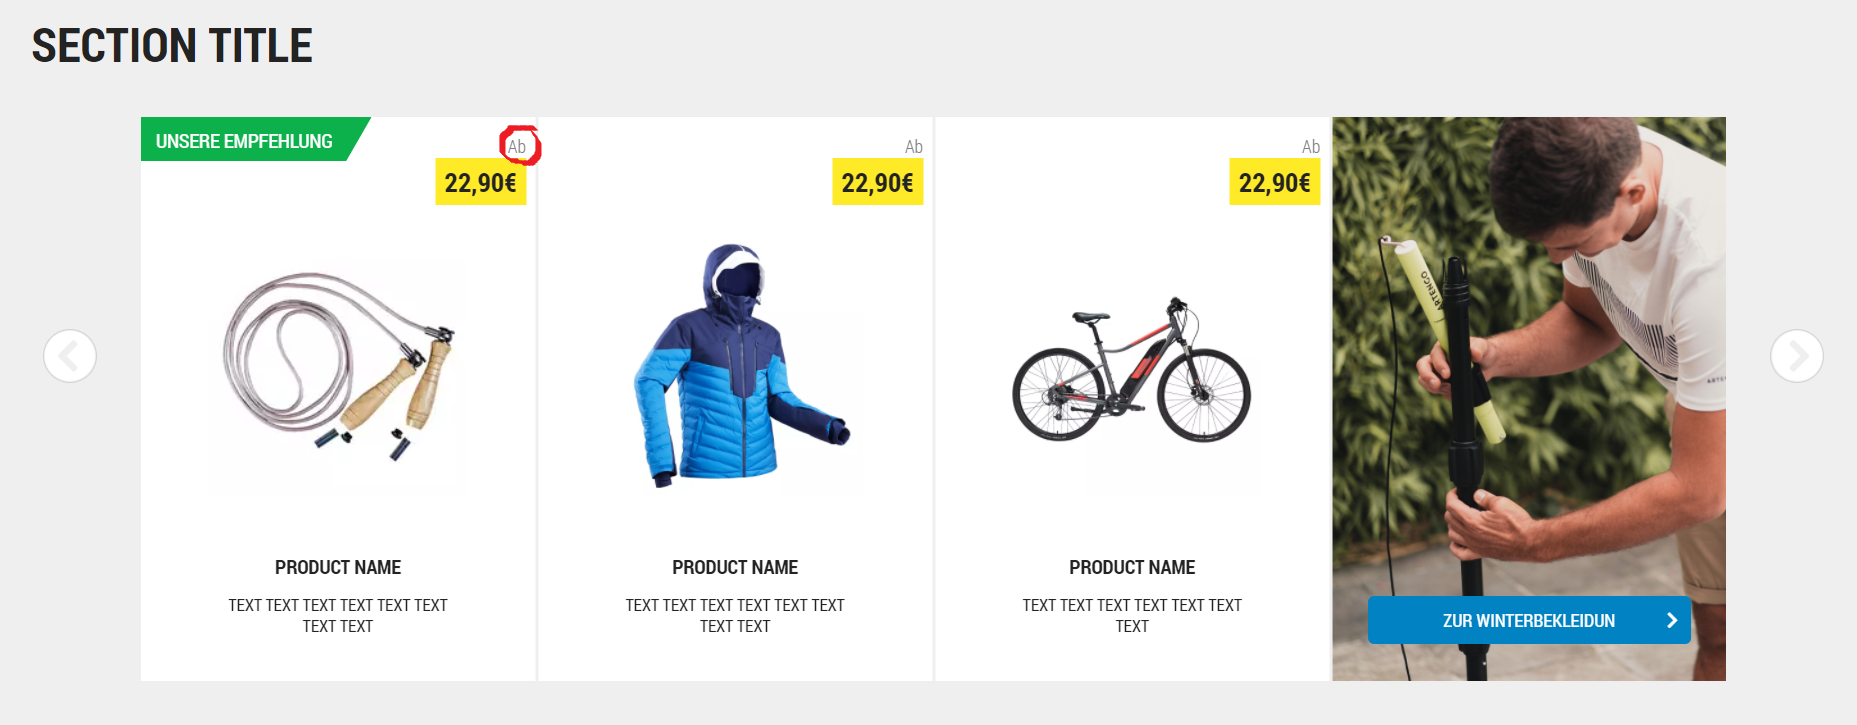 SECTION TITLE
UNSERE EMPFEHLUNG
Ab
22,90€
PRODUCT NAME
TEXT TEXT TEXT TEXT TEXT TEXT
TEXT TEXT
Ab
22,90€
PRODUCT NAME
TEXT TEXT TEXT TEXT TEXT TEXT
TEXT TEXT
Ab
22,90€
PRODUCT NAME
TEXT TEXT TEXT TEXT TEXT TEXT
TEXT
ARTENGO
ZUR WINTERBEKLEIDUN